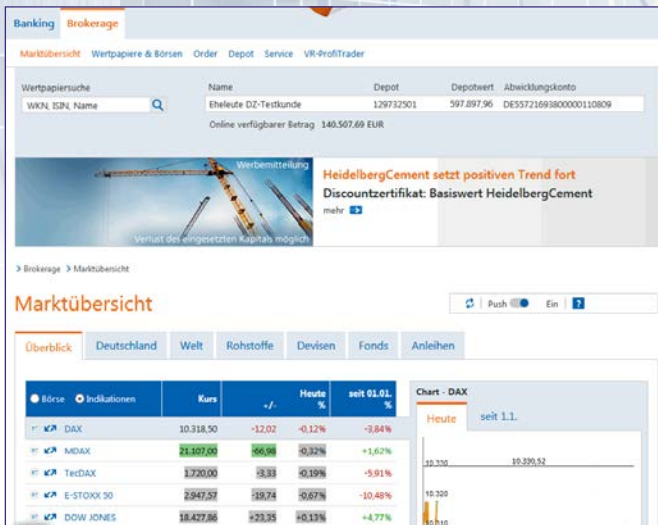 Banking Brokerage
Marktübersicht Wertpapiere & Börsen Order Depot Service VR-ProfiTrader
Wertpapiersuche Name Depot Depotwert Abwicklungskonto
WKN, ISIN, Name Eheleute DZ-Testkunde 129732501 597.897,96 DE55721693800000110809
Online verfügbarer Betrag 140.507,69 EUR
Werbemitteilung
HeidelbergCement setzt positiven Trend fort
Discountzertifikat: Basiswert HeidelbergCement
mehr
Verlust des eingesetzten Kapitals möglich
Brokerage Marktübersicht
Marktübersicht
Push Ein ?
Überblick Deutschland Welt Rohstoffe Devisen Fonds Anleihen
Börse Indikationen Kurs +/- Heute % seit 01.01. %
Chart - DAX
Heute seit 1.1.
DAX 10.318,50 -12,02 -0,12% -3,84%
MDAX 21.107,00 -66,98 -0,32% +1,62%
TecDAX 1.720,00 -3,33 -0,19% -5,91%
E-STOXX 50 2.947,57 -19,74 -0,67% -10,48%
DOW JONES 18.427,86 +23,35 +0,13% +4,77%
10.330 10.330,52
10.320
10.310